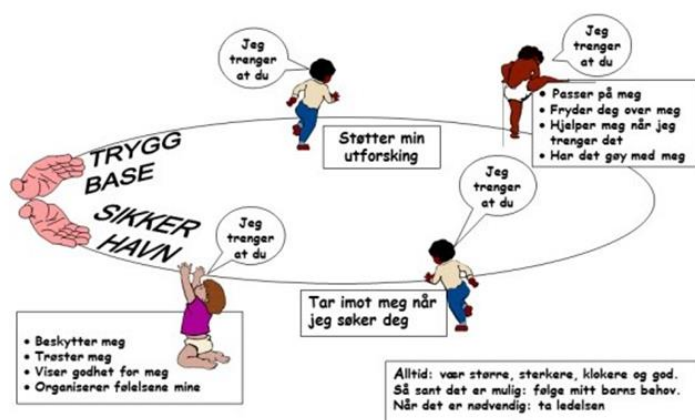 Jeg
trenger
at du
Støtter min
utforsking
Jeg
trenger
at du
• Passer på meg
• Fryder deg over meg
• Hjelper meg når jeg
trenger det
• Har det gøy med meg
TRYGG
BASE
SIKKER
HAVN
Jeg
trenger
at du
Tar imot meg når
jeg søker deg
Jeg
trenger
at du
• Beskytter meg
• Trøster meg
• Viser godhet for meg
• Organiserer følelsene mine
Alltid: vær større, sterkere, klokere og god.
Så sant det er mulig: følge mitt barns behov.
Når det er nødvendig: ta ledelsen